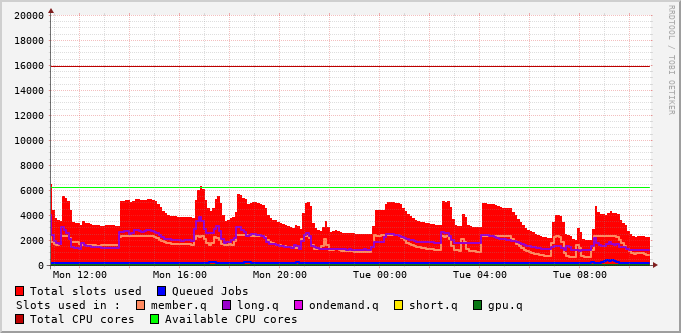 RRDTOOL / TOBI OETIKER
20000
18000
16000
14000
12000
10000
8000
6000
4000
2000
0
Mon 12:00 Mon 16:00 Mon 20:00 Tue 00:00 Tue 04:00 Tue 08:00
Total slots used Queued Jobs
Slots used in : member.q long.q ondemand.q short.q gpu.q
Total CPU cores Available CPU cores